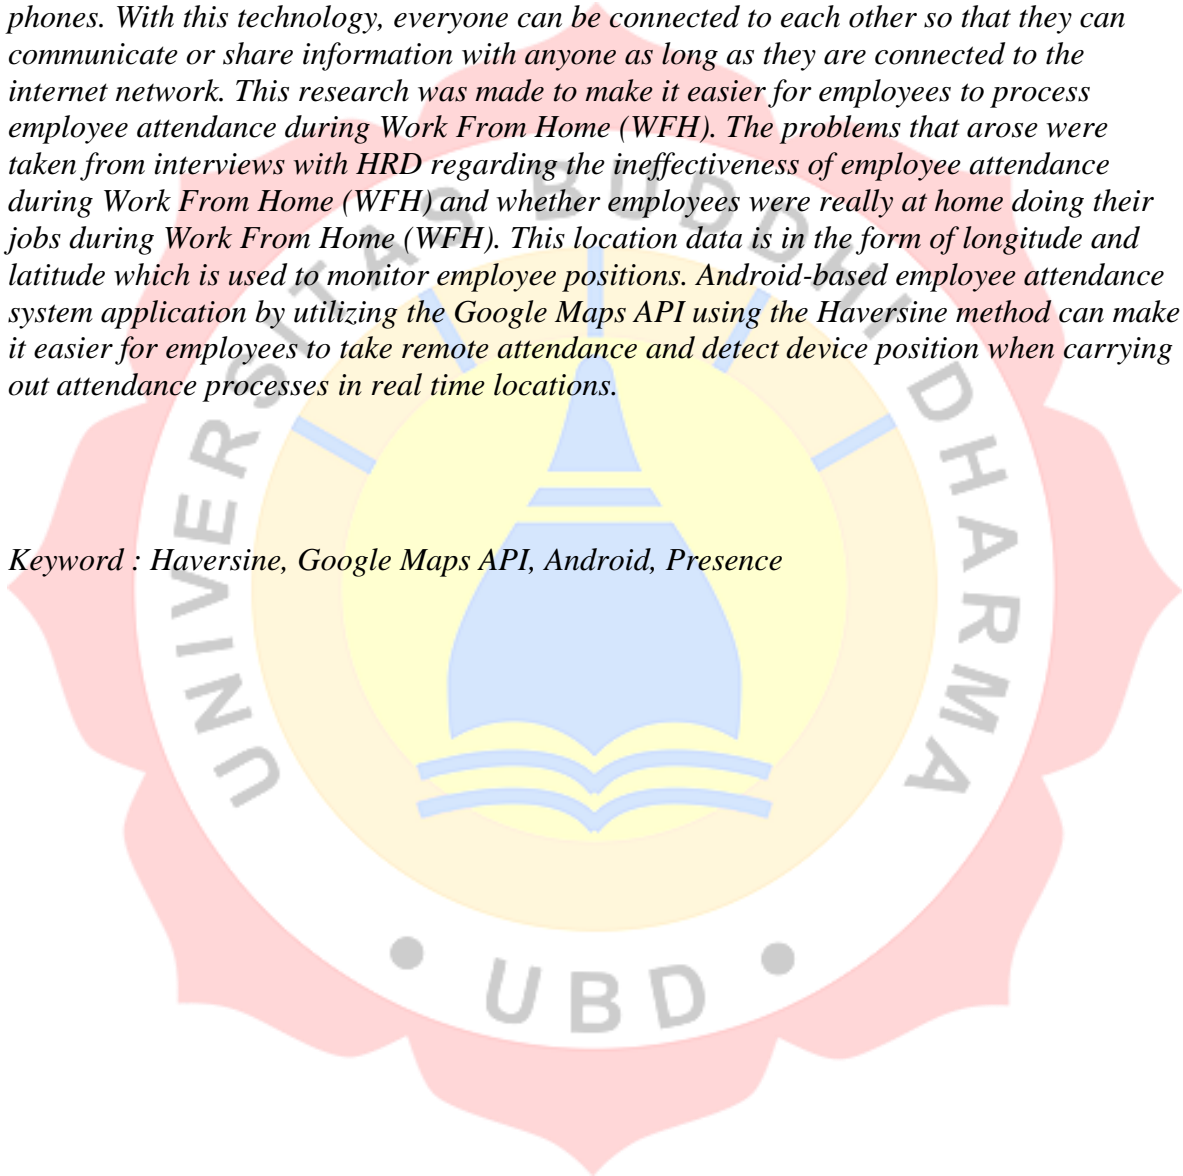 phones. With this technology, everyone can be connected to each other so that they can
communicate or share information with anyone as long as they are connected to the
internet network. This research was made to make it easier for employees to process
employee attendance during Work From Home (WFH). The problems that arose were
taken from interviews with HRD regarding the ineffectiveness of employee attendance
during Work From Home (WFH) and whether employees were really at home doing their
jobs during Work From Home (WFH). This location data is in the form of longitude and
latitude which is used to monitor employee positions. Android-based employee attendance
system application by utilizing the Google Maps API using the Haversine method can make
it easier for employees to take remote attendance and detect device position when carrying
out attendance processes in real time locations.
Keyword : Haversine, Google Maps API, Android, Presence
UNIVERSITAS BUDDHI DHARMA
• UBD •